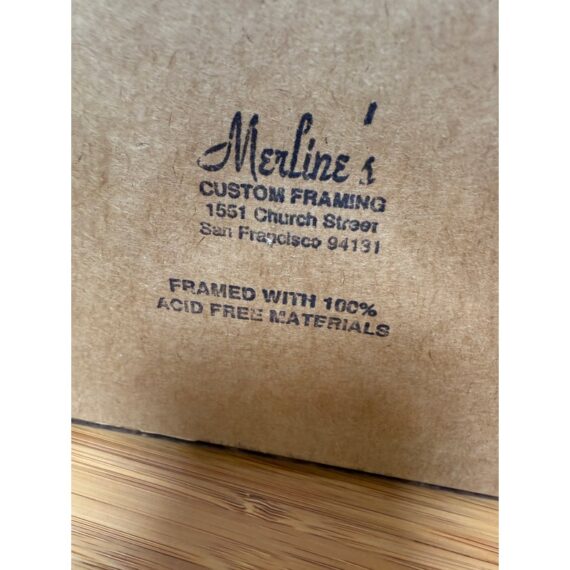 Merline's
CUSTOM FRAMING
1551 Church Street
San Francisco 94131
FRAMED WITH 100%
ACID FREE MATERIALS